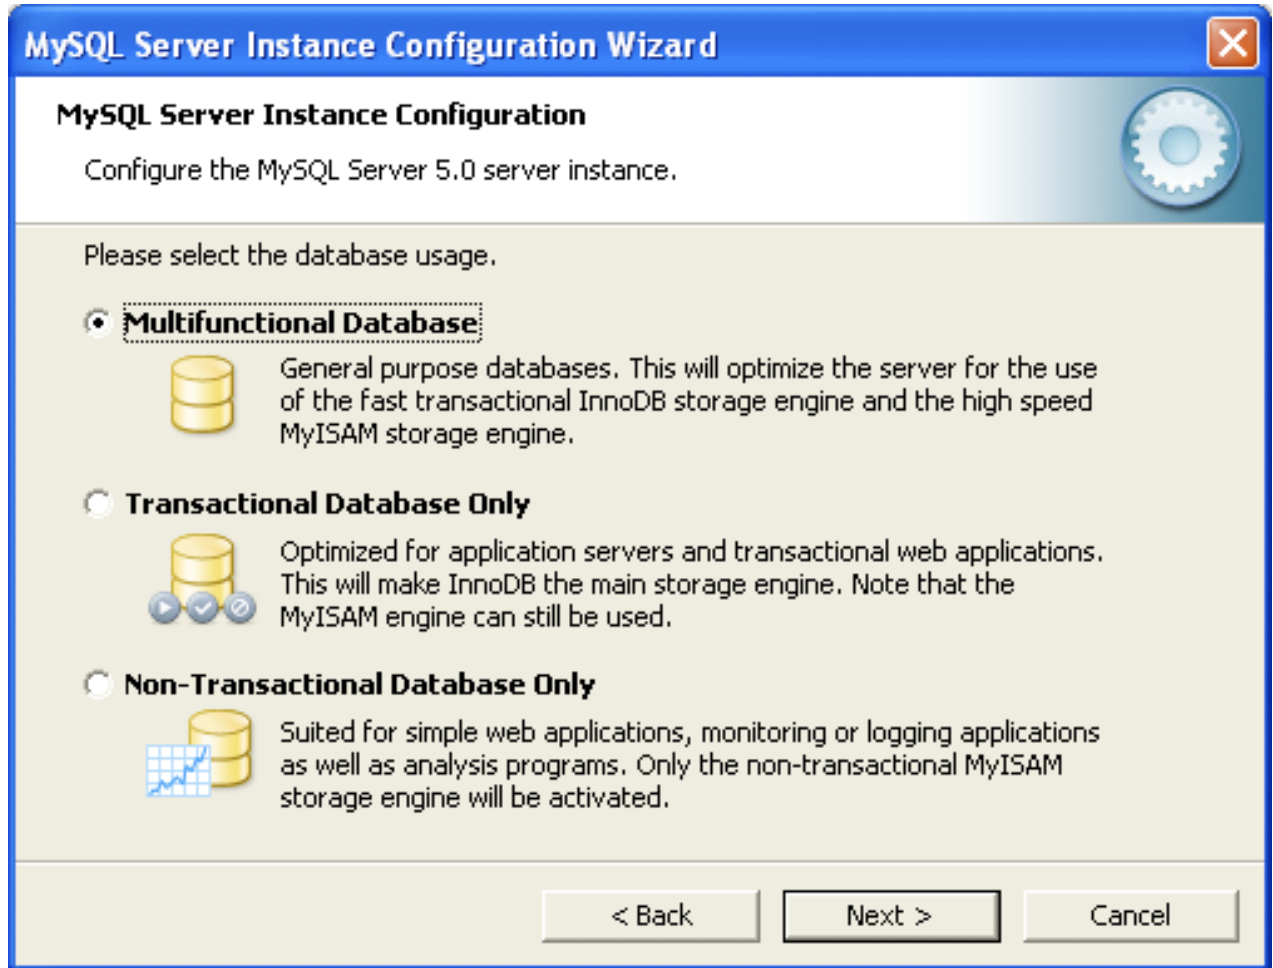 MySQL Server Instance Configuration Wizard
MySQL Server Instance Configuration
Configure the MySQL Server 5.0 server instance.
Please select the database usage.
Multifunctional Database
General purpose databases. This will optimize the server for the use
of the fast transactional InnoDB storage engine and the high speed
MyISAM storage engine.
Transactional Database Only
Optimized for application servers and transactional web applications.
This will make InnoDB the main storage engine. Note that the
MyISAM engine can still be used.
Non-Transactional Database Only
Suited for simple web applications, monitoring or logging applications
as well as analysis programs. Only the non-transactional MyISAM
storage engine will be activated.
< Back
Next >
Cancel